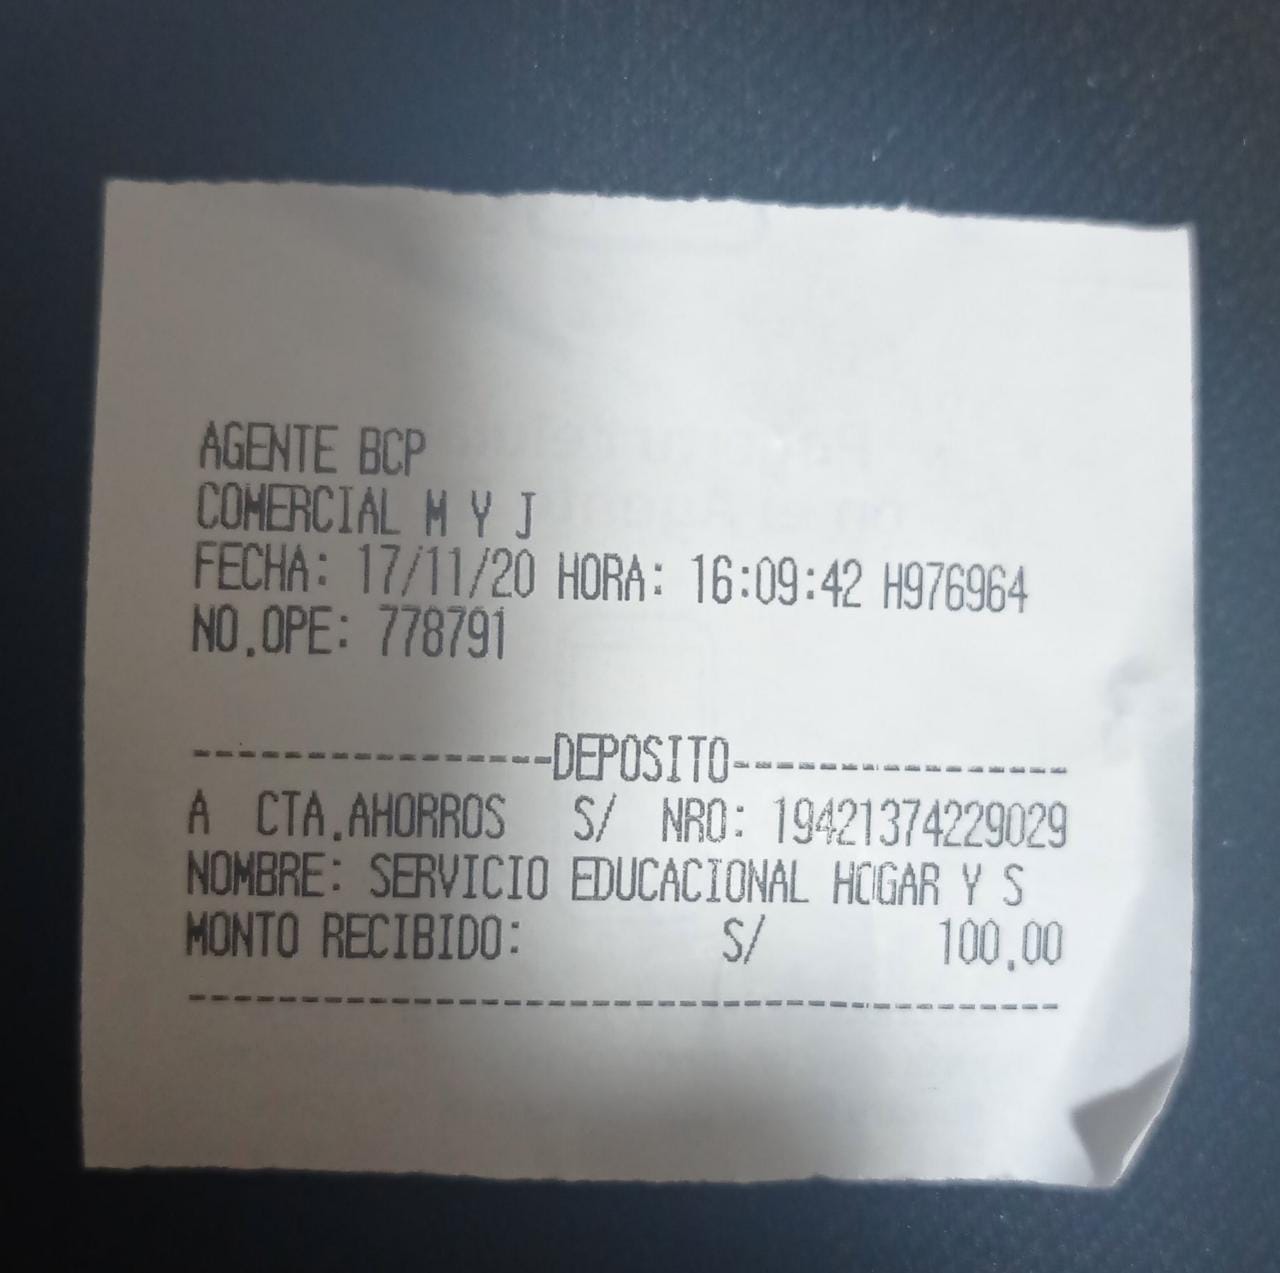 AGENTE BCP
COMERCIAL M Y J
FECHA: 17/11/20 HORA: 16:09:42 H976964
NO.OPE: 778791
----------------DEPOSITO----------------
A CTA.AHORROS S/ NRO: 19421374229029
NOMBRE: SERVICIO EDUCACIONAL HOGAR Y S
MONTO RECIBIDO: S/ 100.00
----------------------------------------